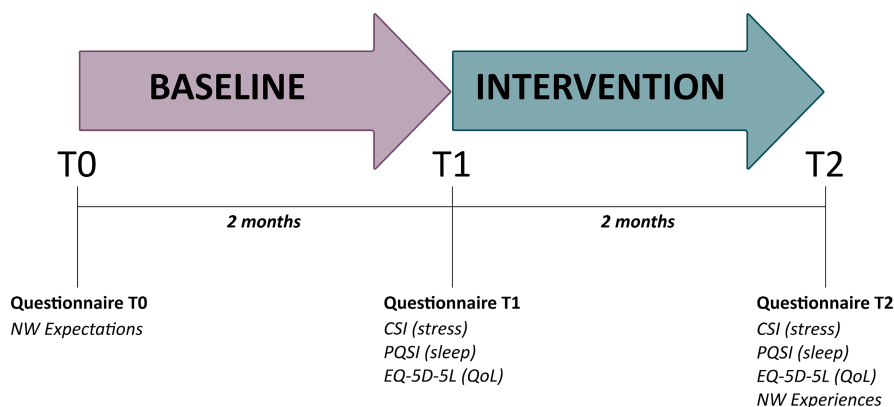 BASELINE
INTERVENTION
T0
T1
T2
2 months
2 months
Questionnaire T0
NW Expectations
Questionnaire T1
CSI (stress)
PQSI (sleep)
EQ-5D-5L (QoL)
Questionnaire T2
CSI (stress)
PQSI (sleep)
EQ-5D-5L (QoL)
NW Experiences